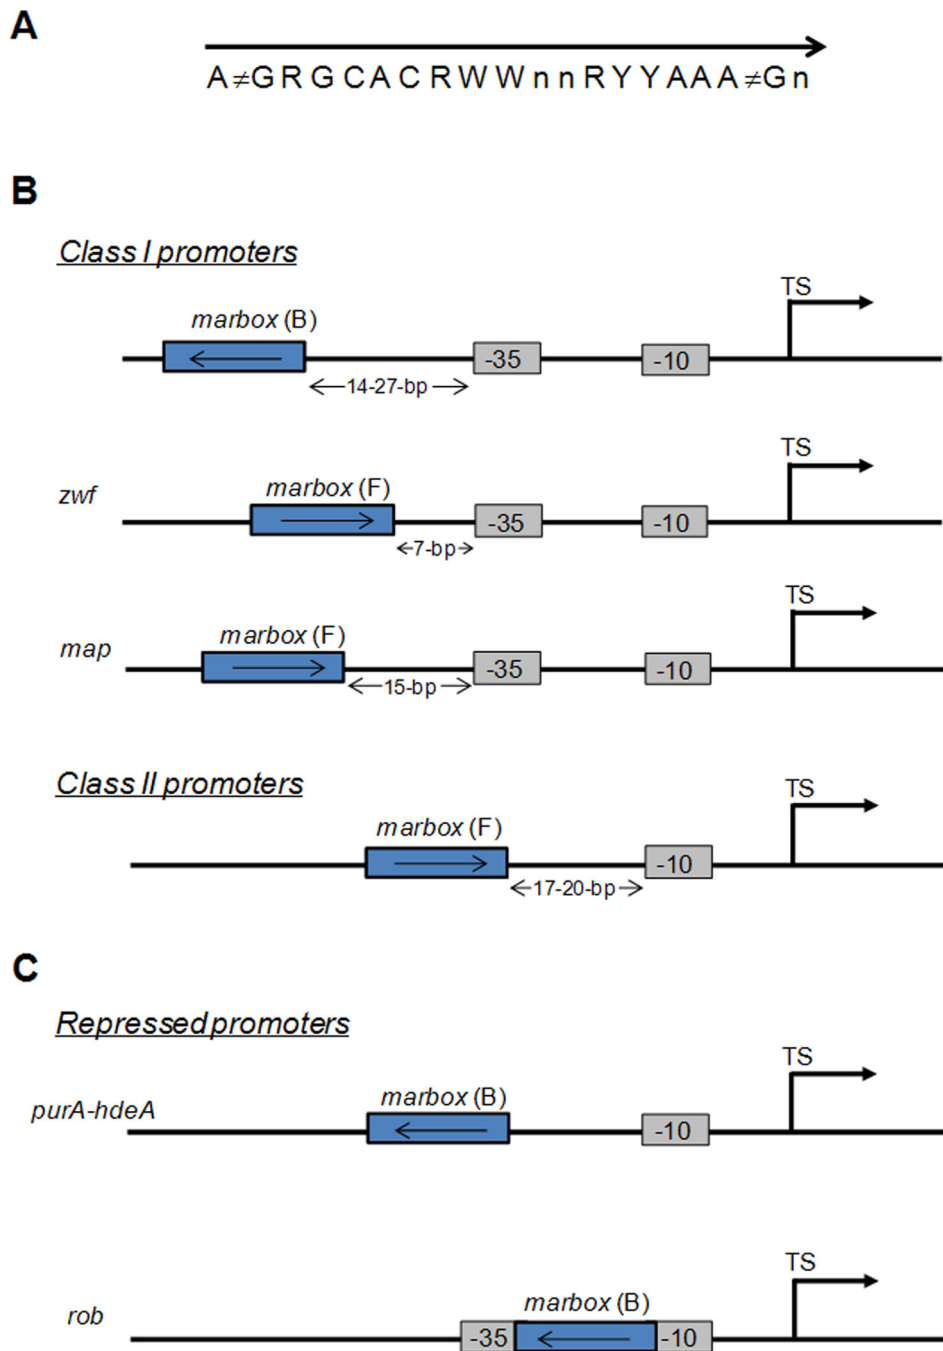 A
A≠GRGCACRWWnnRYYAAA≠Gn
B
Class I promoters
TS
marbox (B)
-35 -10
14-27-bp
TS
zwf
marbox (F)
-35 -10
7-bp
TS
map
marbox (F)
-35 -10
15-bp
Class II promoters
TS
marbox (F)
-10
17-20-bp
C
Repressed promoters
TS
purA-hdeA
marbox (B)
-10
TS
rob
marbox (B)
-35 -10